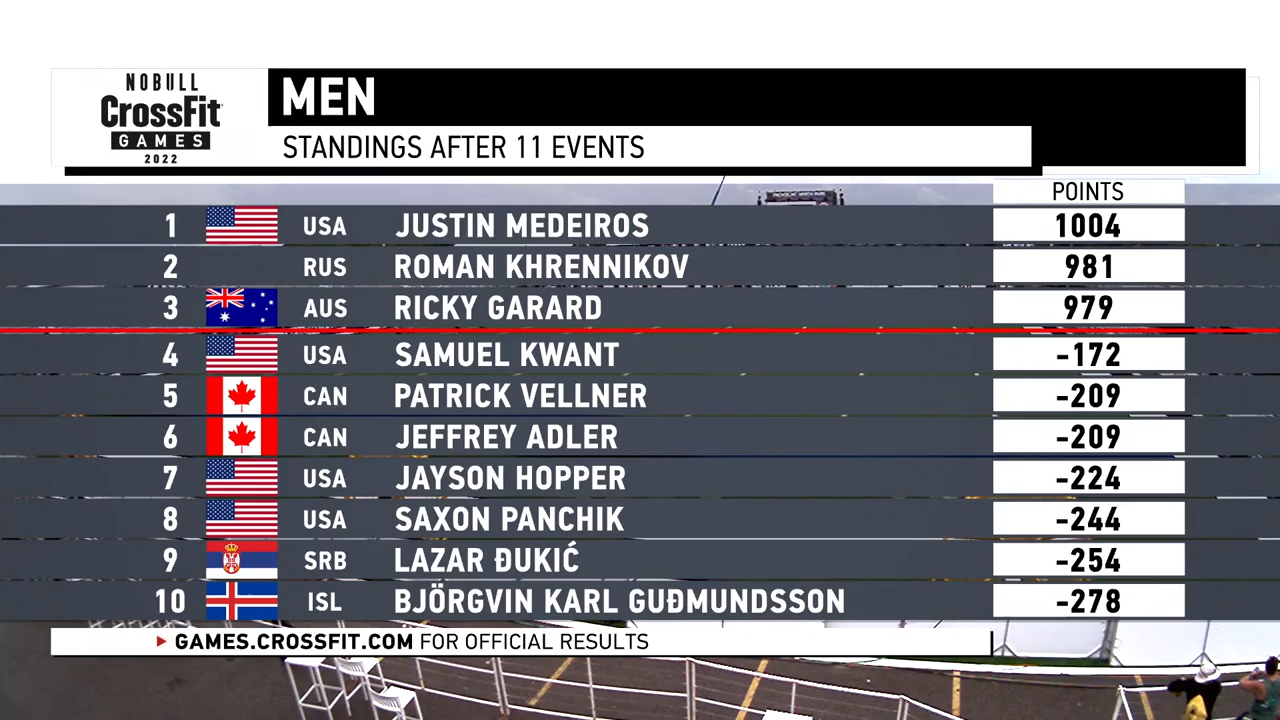 NOBULL
CrossFit
GAMES
2022
MEN
STANDINGS AFTER 11 EVENTS
POINTS
1 USA JUSTIN MEDEIROS 1004
2 RUS ROMAN KHRENNIKOV 981
3 AUS RICKY GARARD 979
4 USA SAMUEL KWANT -172
5 CAN PATRICK VELLNER -209
6 CAN JEFFREY ADLER -209
7 USA JAYSON HOPPER -224
8 USA SAXON PANCHIK -244
9 SRB LAZAR ĐUKIĆ -254
10 ISL BJÖRGVIN KARL GUÐMUNDSSON -278
GAMES.CROSSFIT.COM FOR OFFICIAL RESULTS